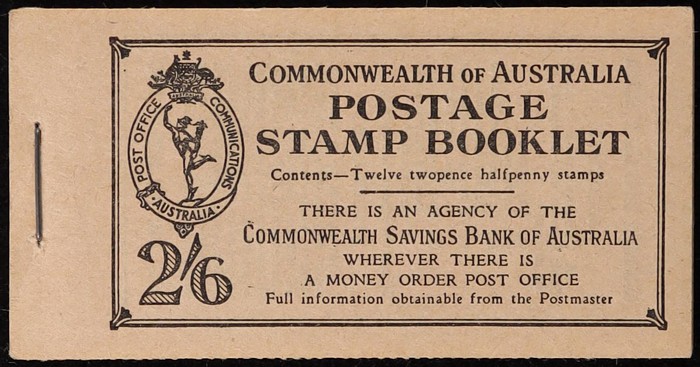 COMMONWEALTH OF AUSTRALIA
POSTAGE
STAMP BOOKLET
Contents—Twelve twopence halfpenny stamps
POST OFFICE COMMUNICATIONS
· AUSTRALIA ·
2/6
THERE IS AN AGENCY OF THE
COMMONWEALTH SAVINGS BANK OF AUSTRALIA
WHEREVER THERE IS
A MONEY ORDER POST OFFICE
Full information obtainable from the Postmaster